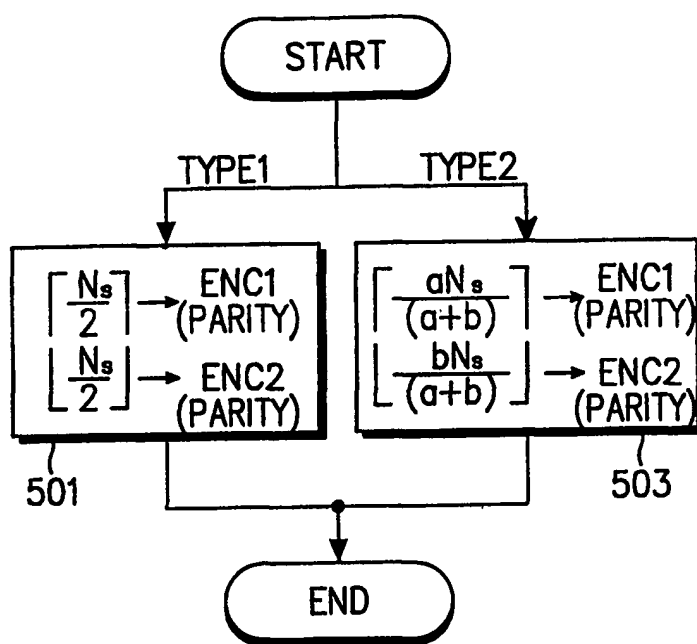 START
TYPE1
TYPE2
⌈Ns/2⌉ → ENC1
(PARITY)
⌊Ns/2⌋ → ENC2
(PARITY)
⌈aNs/(a+b)⌉ → ENC1
(PARITY)
⌊bNs/(a+b)⌋ → ENC2
(PARITY)
501
503
END